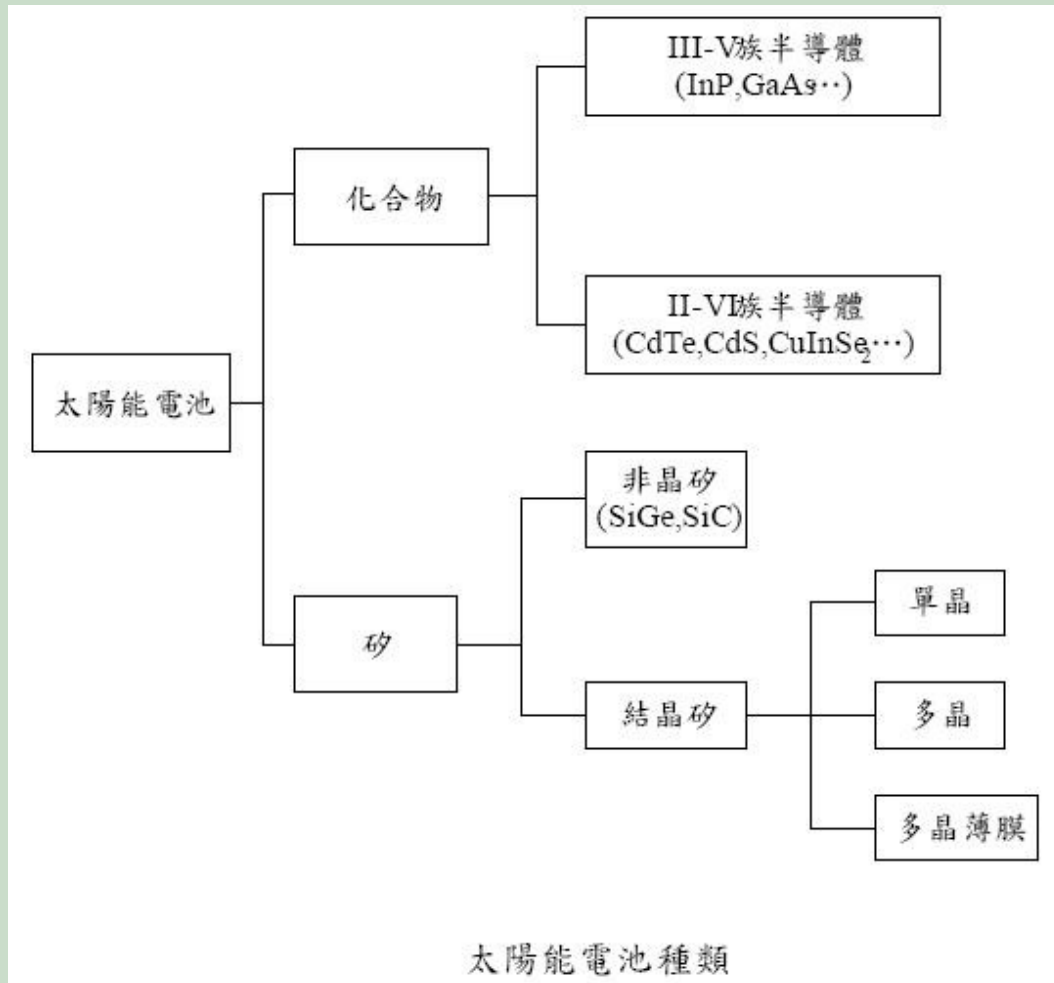 III-V族半導體
(InP,GaAs…)
化合物
II-VI族半導體
(CdTe,CdS,CuInSe₂…)
太陽能電池
非晶矽
(SiGe,SiC)
單晶
矽
結晶矽
多晶
多晶薄膜
太陽能電池種類